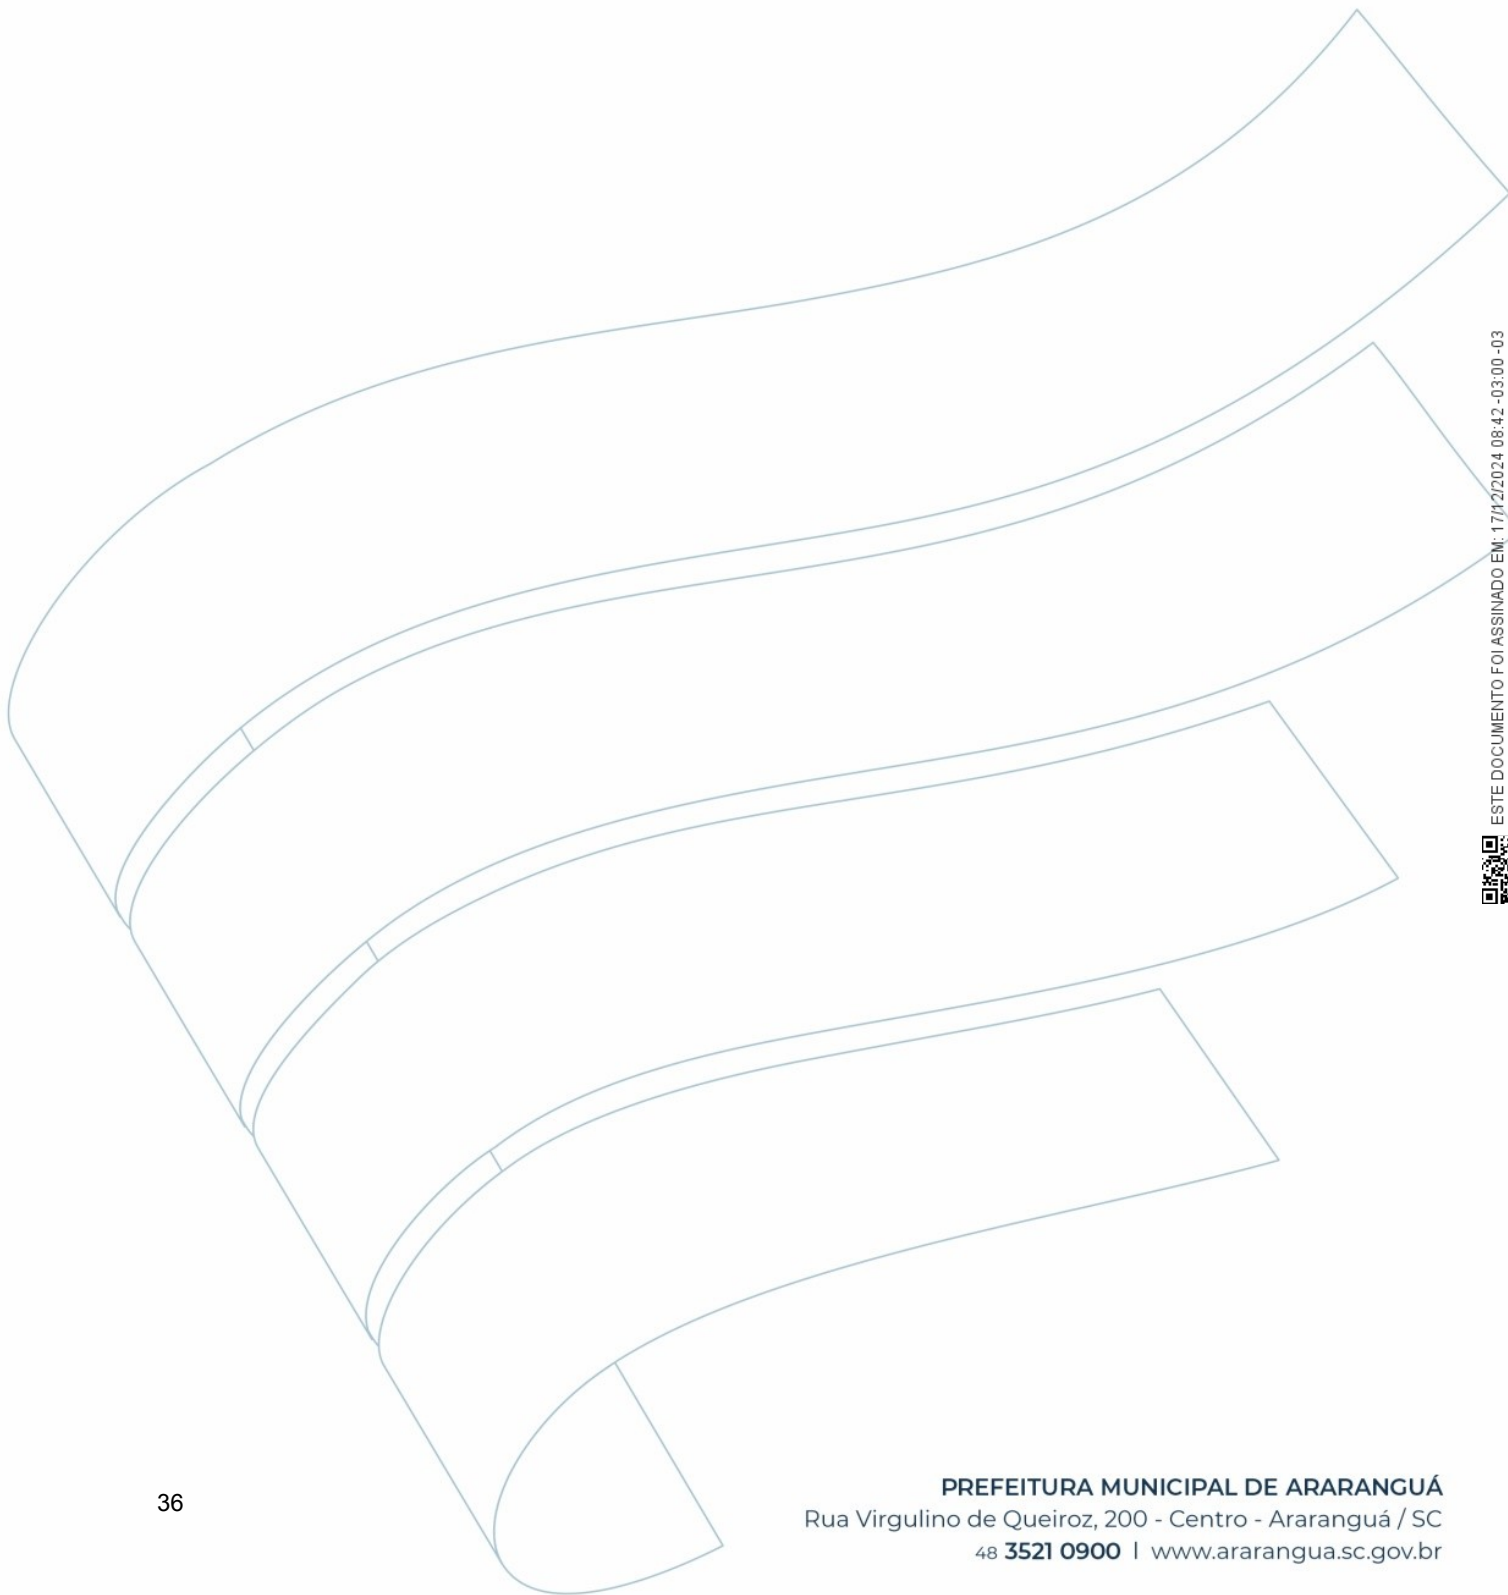 ESTE DOCUMENTO FOI ASSINADO EM: 17/12/2024 08:42 -03:00 -03
36
PREFEITURA MUNICIPAL DE ARARANGUÁ
Rua Virgulino de Queiroz, 200 - Centro - Araranguá / SC
48 3521 0900 | www.ararangua.sc.gov.br